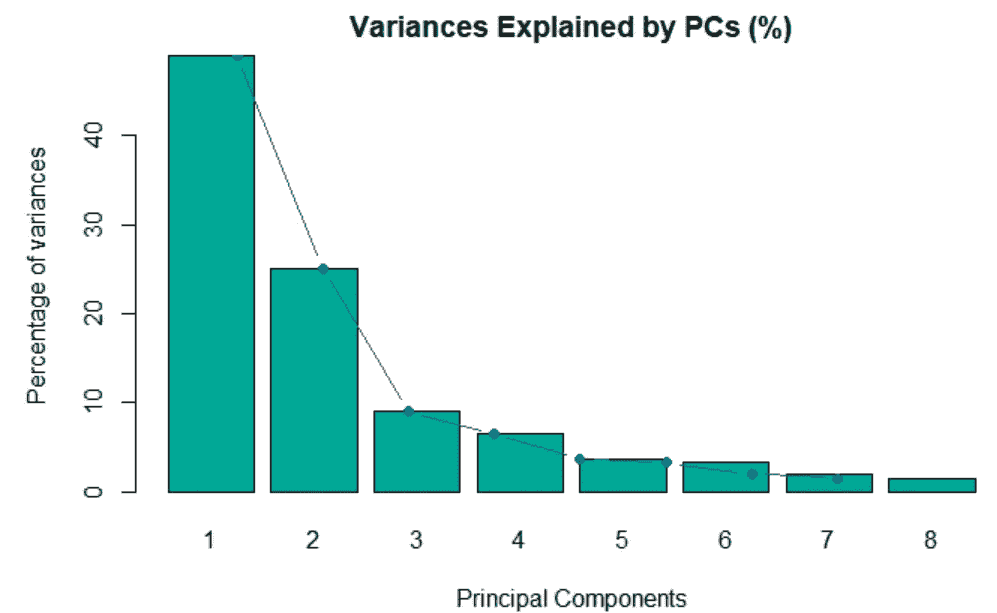 Variances Explained by PCs (%)
Percentage of variances
40
30
20
10
0
1 2 3 4 5 6 7 8
Principal Components